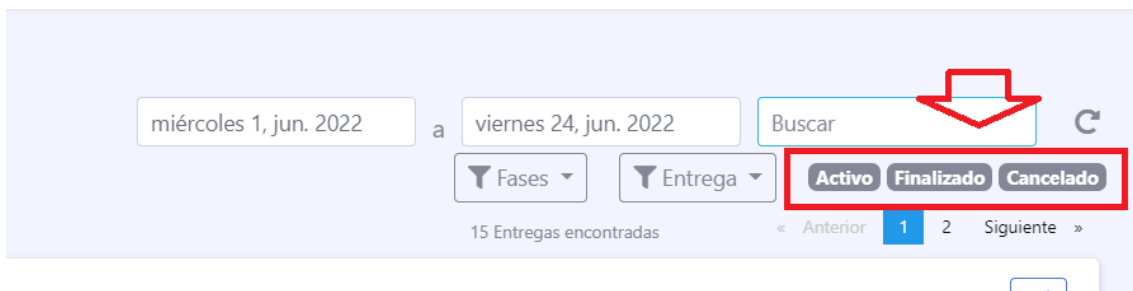 miércoles 1, jun. 2022 a viernes 24, jun. 2022 Buscar
Fases Entrega Activo Finalizado Cancelado
15 Entregas encontradas « Anterior 1 2 Siguiente »